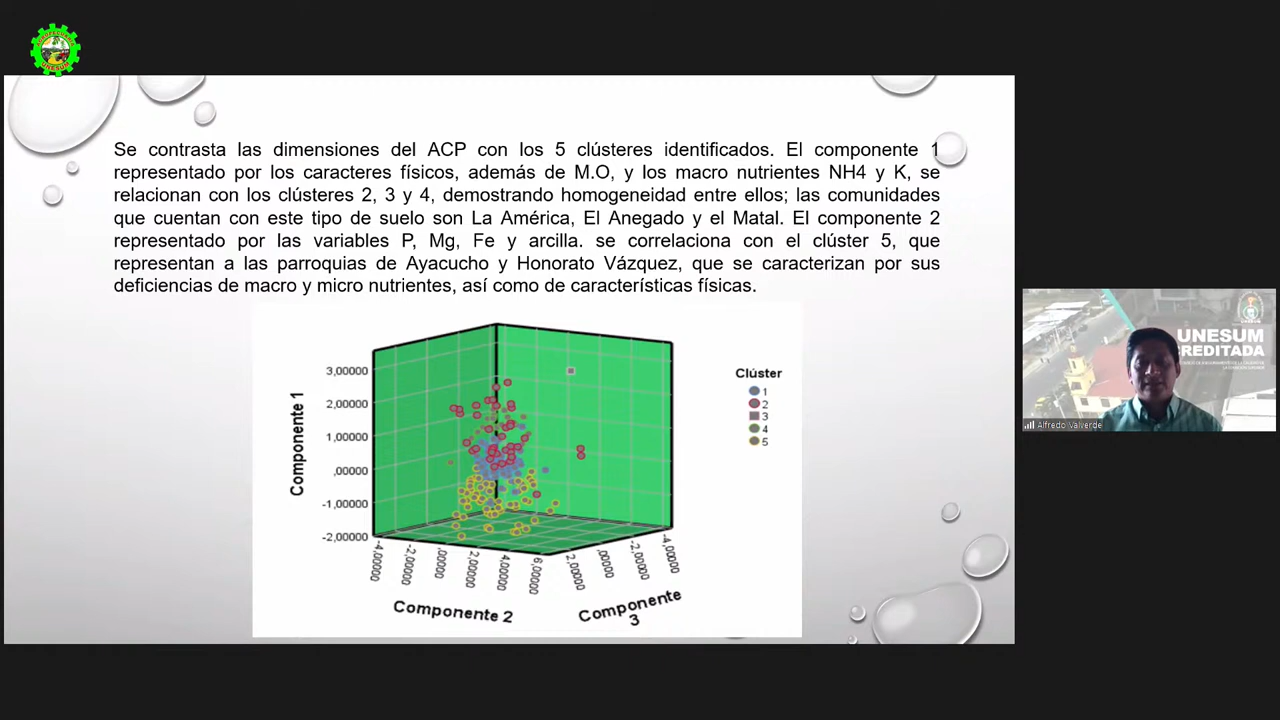 AGROPECUARIA
UNESUM
Se contrasta las dimensiones del ACP con los 5 clústeres identificados. El componente 1
representado por los caracteres físicos, además de M.O, y los macro nutrientes NH4 y K, se
relacionan con los clústeres 2, 3 y 4, demostrando homogeneidad entre ellos; las comunidades
que cuentan con este tipo de suelo son La América, El Anegado y el Matal. El componente 2
representado por las variables P, Mg, Fe y arcilla. se correlaciona con el clúster 5, que
representan a las parroquias de Ayacucho y Honorato Vázquez, que se caracterizan por sus
deficiencias de macro y micro nutrientes, así como de características físicas.
Componente 1
3,00000
2,00000
1,00000
,00000
-1,00000
-2,00000
-4,00000
-2,00000
,00000
2,00000
4,00000
6,00000
Componente 2
2,00000
,00000
-2,00000
-4,00000
Componente
3
Clúster
1
2
3
4
5
UNESUM
CREDITADA
Alfredo Valverde